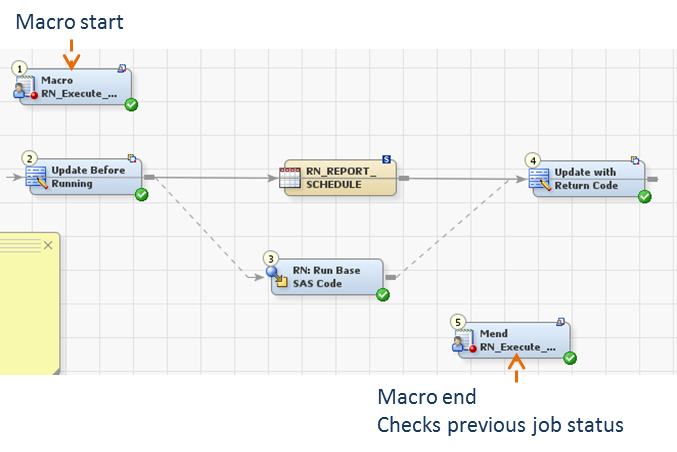 Macro start
1
Macro
RN_Execute_...
2
Update Before
Running
RN_REPORT_
SCHEDULE
S
4
Update with
Return Code
3
RN: Run Base
SAS Code
5
Mend
RN_Execute_...
Macro end
Checks previous job status